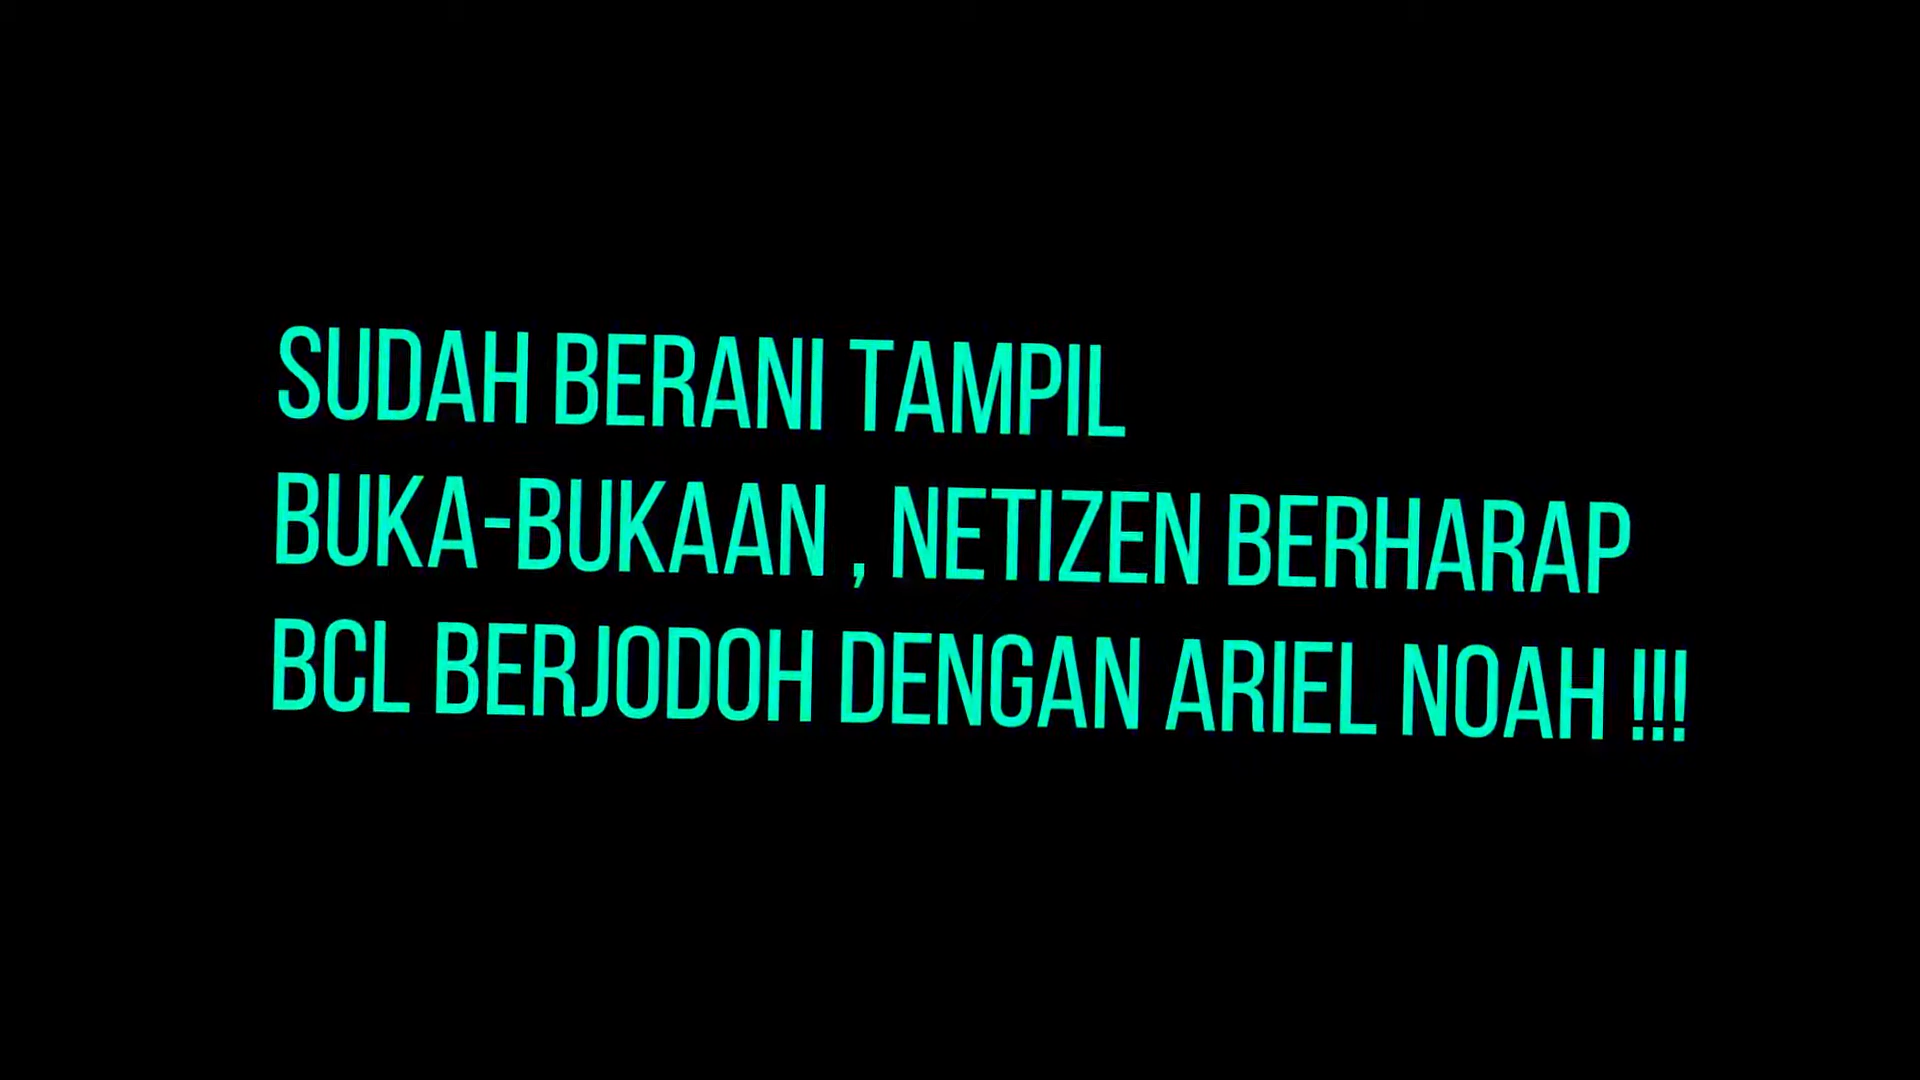 SUDAH BERANI TAMPIL
BUKA-BUKAAN , NETIZEN BERHARAP
BCL BERJODOH DENGAN ARIEL NOAH !!!